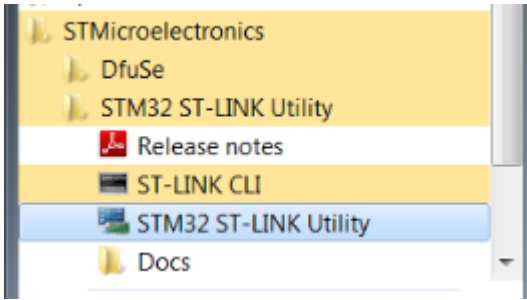 STMicroelectronics
DfuSe
STM32 ST-LINK Utility
Release notes
ST-LINK CLI
STM32 ST-LINK Utility
Docs